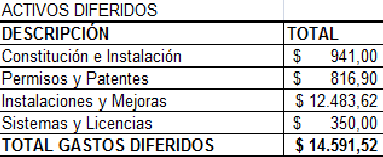 ACTIVOS DIFERIDOS
DESCRIPCIÓN TOTAL
Constitución e Instalación $ 941,00
Permisos y Patentes $ 816,90
Instalaciones y Mejoras $ 12.483,62
Sistemas y Licencias $ 350,00
TOTAL GASTOS DIFERIDOS $ 14.591,52